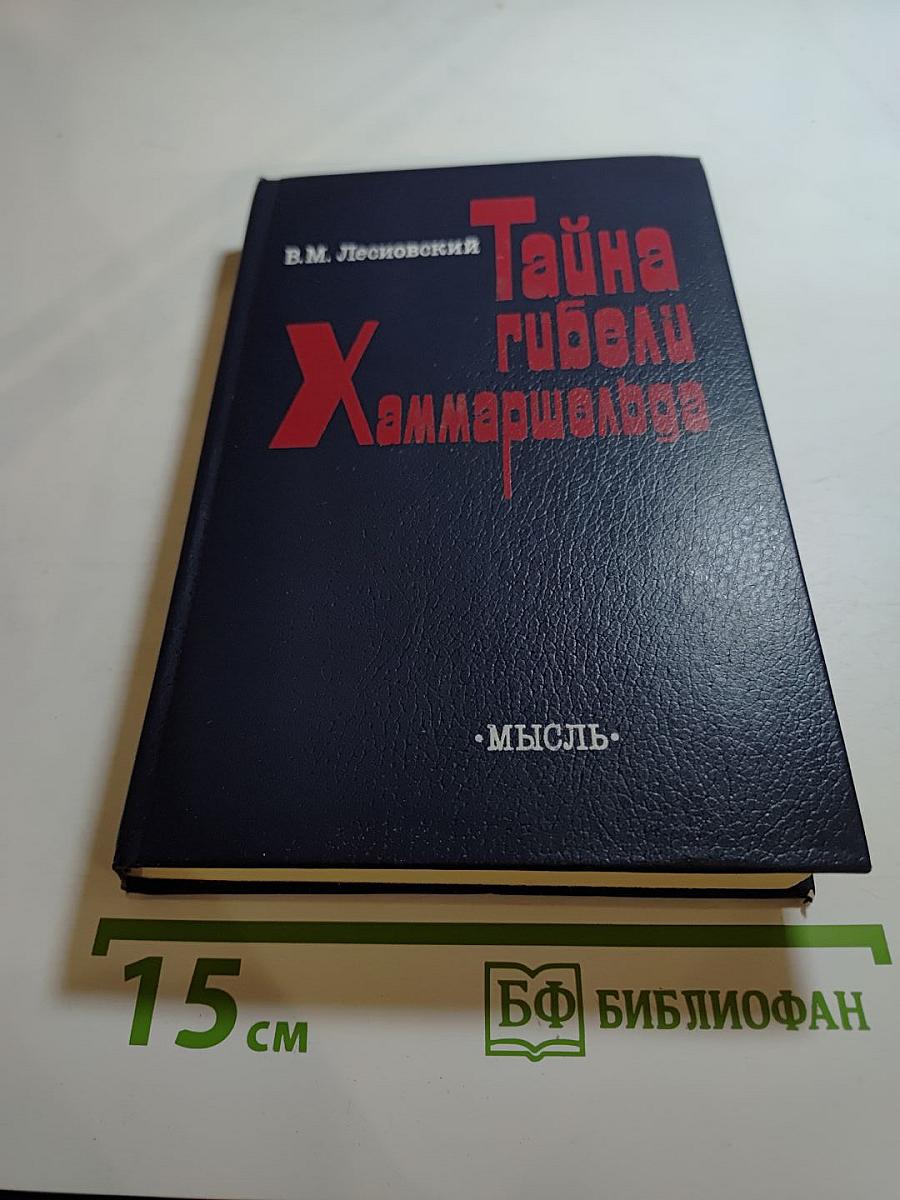 В.М. Лесиовский
Тайна
гибели
Хаммаршельда
·МЫСЛЬ·
15 см
БФ БИБЛИОФАН